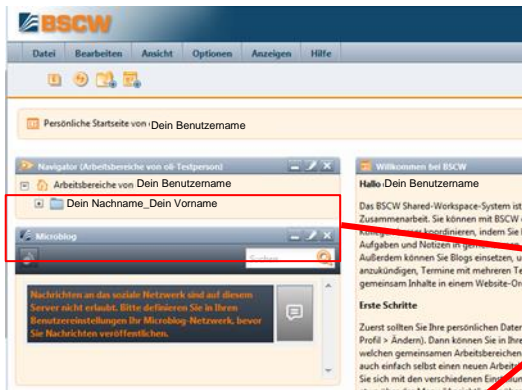 BSCW
Datei Bearbeiten Ansicht Optionen Anzeigen Hilfe
Persönliche Startseite von Dein Benutzername
Navigator (Arbeitsbereiche von oli-Testperson)
Arbeitsbereiche von Dein Benutzername
Dein Nachname_Dein Vorname
Microblog
Suchen
Nachrichten an das soziale Netzwerk sind auf diesem
Server nicht erlaubt. Bitte definieren Sie in Ihren
Benutzereinstellungen Ihr Microblog-Netzwerk, bevor
Sie Nachrichten veröffentlichen.
Willkommen bei BSCW
Hallo Dein Benutzername
Das BSCW Shared-Workspace-System ist
Zusammenarbeit. Sie können mit BSCW
koordinieren, indem Sie
Aufgaben und Notizen in
Außerdem können Sie Blogs einsetzen, u
anzukündigen, Termine mit mehreren Te
gemeinsam Inhalte in einem Website-Or
Erste Schritte
Zuerst sollten Sie Ihre persönlichen Daten
Profil > Ändern). Dann können Sie in Ihre
welchen gemeinsamen Arbeitsbereichen
auch einfach selbst einen neuen
Sie sich mit den verschiedenen